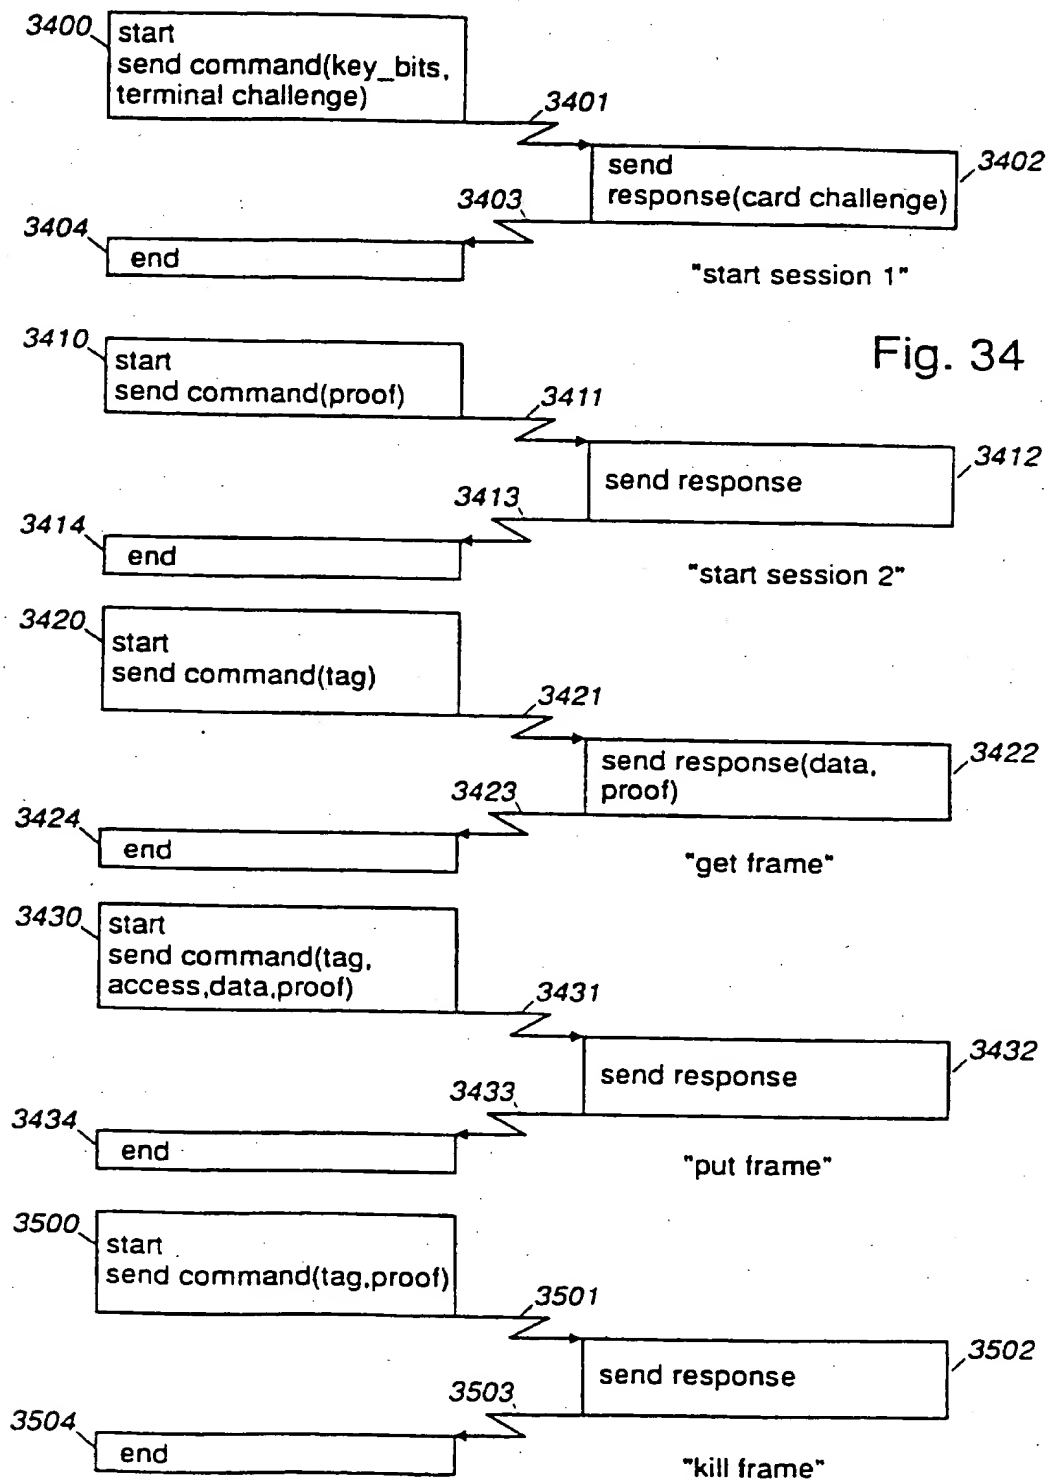 3400
start
send command(key_bits,
terminal challenge)
3401
send
response(card challenge)
3402
3403
3404
end
"start session 1"
Fig. 34
3410
start
send command(proof)
3411
send response
3412
3413
3414
end
"start session 2"
3420
start
send command(tag)
3421
send response(data,
proof)
3422
3423
3424
end
"get frame"
3430
start
send command(tag,
access,data,proof)
3431
send response
3432
3433
3434
end
"put frame"
3500
start
send command(tag,proof)
3501
send response
3502
3503
3504
end
"kill frame"